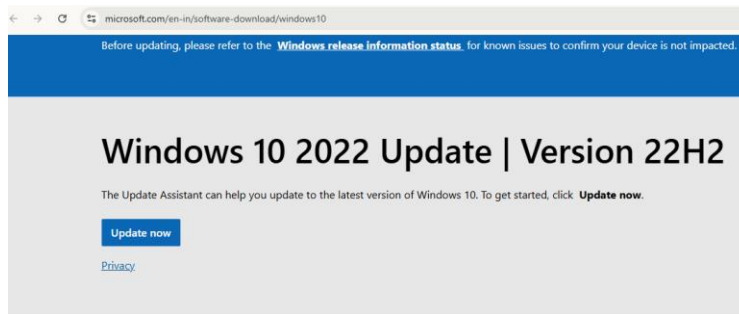 microsoft.com/en-in/software-download/windows10
Before updating, please refer to the Windows release information status for known issues to confirm your device is not impacted.
Windows 10 2022 Update | Version 22H2
The Update Assistant can help you update to the latest version of Windows 10. To get started, click Update now.
Update now
Privacy